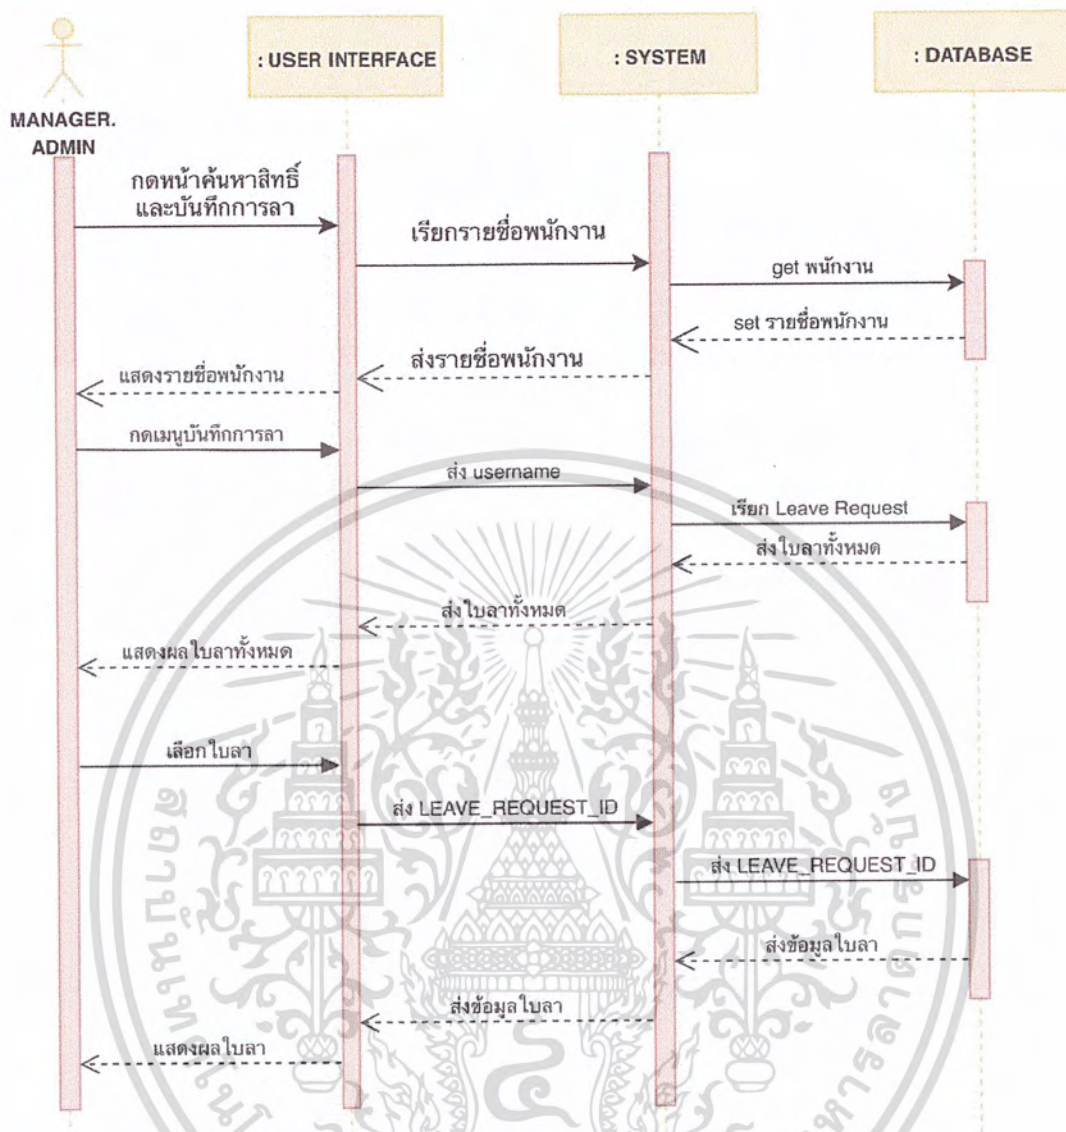 : USER INTERFACE
: SYSTEM
: DATABASE
MANAGER.
ADMIN
กดหน้าค้นหาสิทธิ์
และบันทึกการลา
เรียกรายชื่อพนักงาน
get พนักงาน
set รายชื่อพนักงาน
ส่งรายชื่อพนักงาน
แสดงรายชื่อพนักงาน
กดเมนูบันทึกการลา
ส่ง username
เรียก Leave Request
ส่งใบลาทั้งหมด
ส่งใบลาทั้งหมด
แสดงผลใบลาทั้งหมด
เลือกใบลา
ส่ง LEAVE_REQUEST_ID
ส่ง LEAVE_REQUEST_ID
ส่งข้อมูลใบลา
ส่งข้อมูลใบลา
แสดงผลใบลา